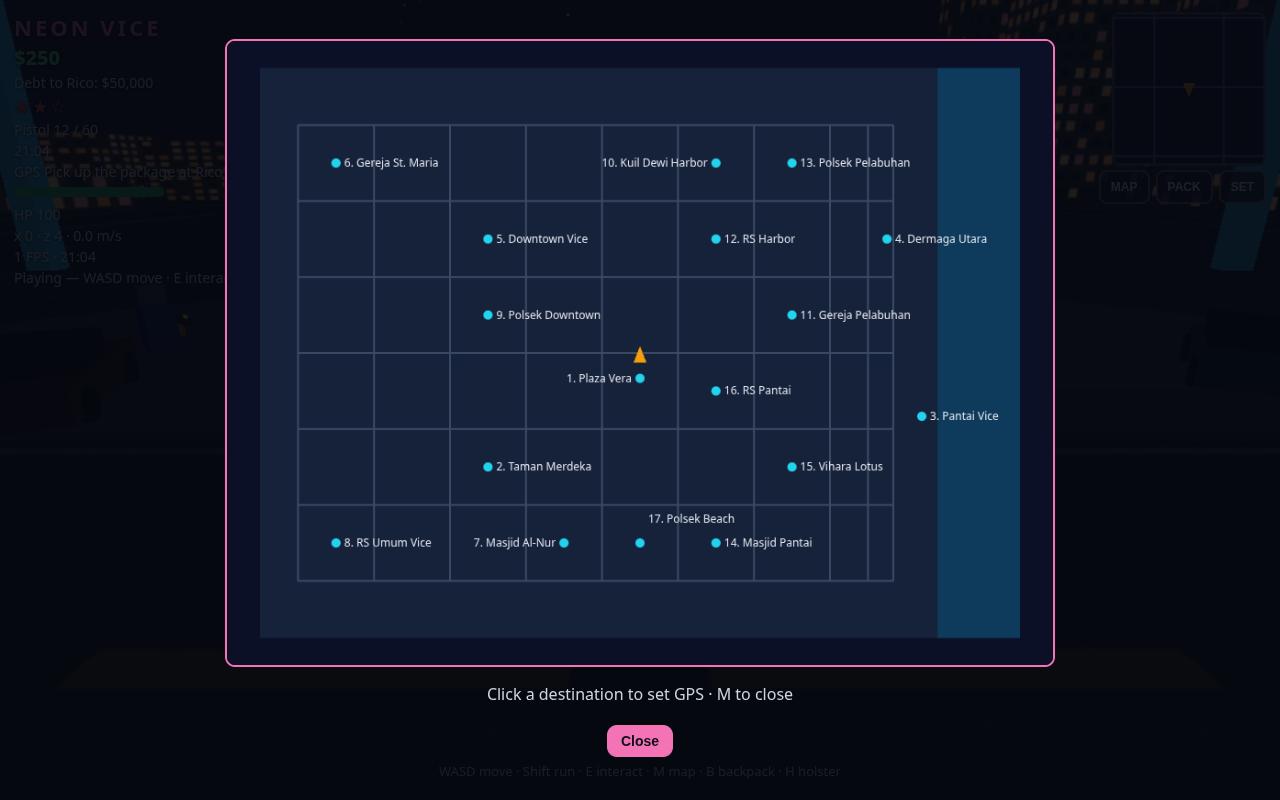 NEON VICE
$250
Debt to Rico: $50,000
★ ★ ☆
Pistol 12 / 60
21:04
GPS Pick up the package at Rico
HP 100
x 0 · z 4 · 0.0 m/s
1 FPS · 21:04
Playing — WASD move · E intera
MAP
PACK
SET
6. Gereja St. Maria
10. Kuil Dewi Harbor
13. Polsek Pelabuhan
5. Downtown Vice
12. RS Harbor
4. Dermaga Utara
9. Polsek Downtown
11. Gereja Pelabuhan
1. Plaza Vera
16. RS Pantai
3. Pantai Vice
2. Taman Merdeka
15. Vihara Lotus
17. Polsek Beach
8. RS Umum Vice
7. Masjid Al-Nur
14. Masjid Pantai
Click a destination to set GPS · M to close
Close
WASD move · Shift run · E interact · M map · B backpack · H holster